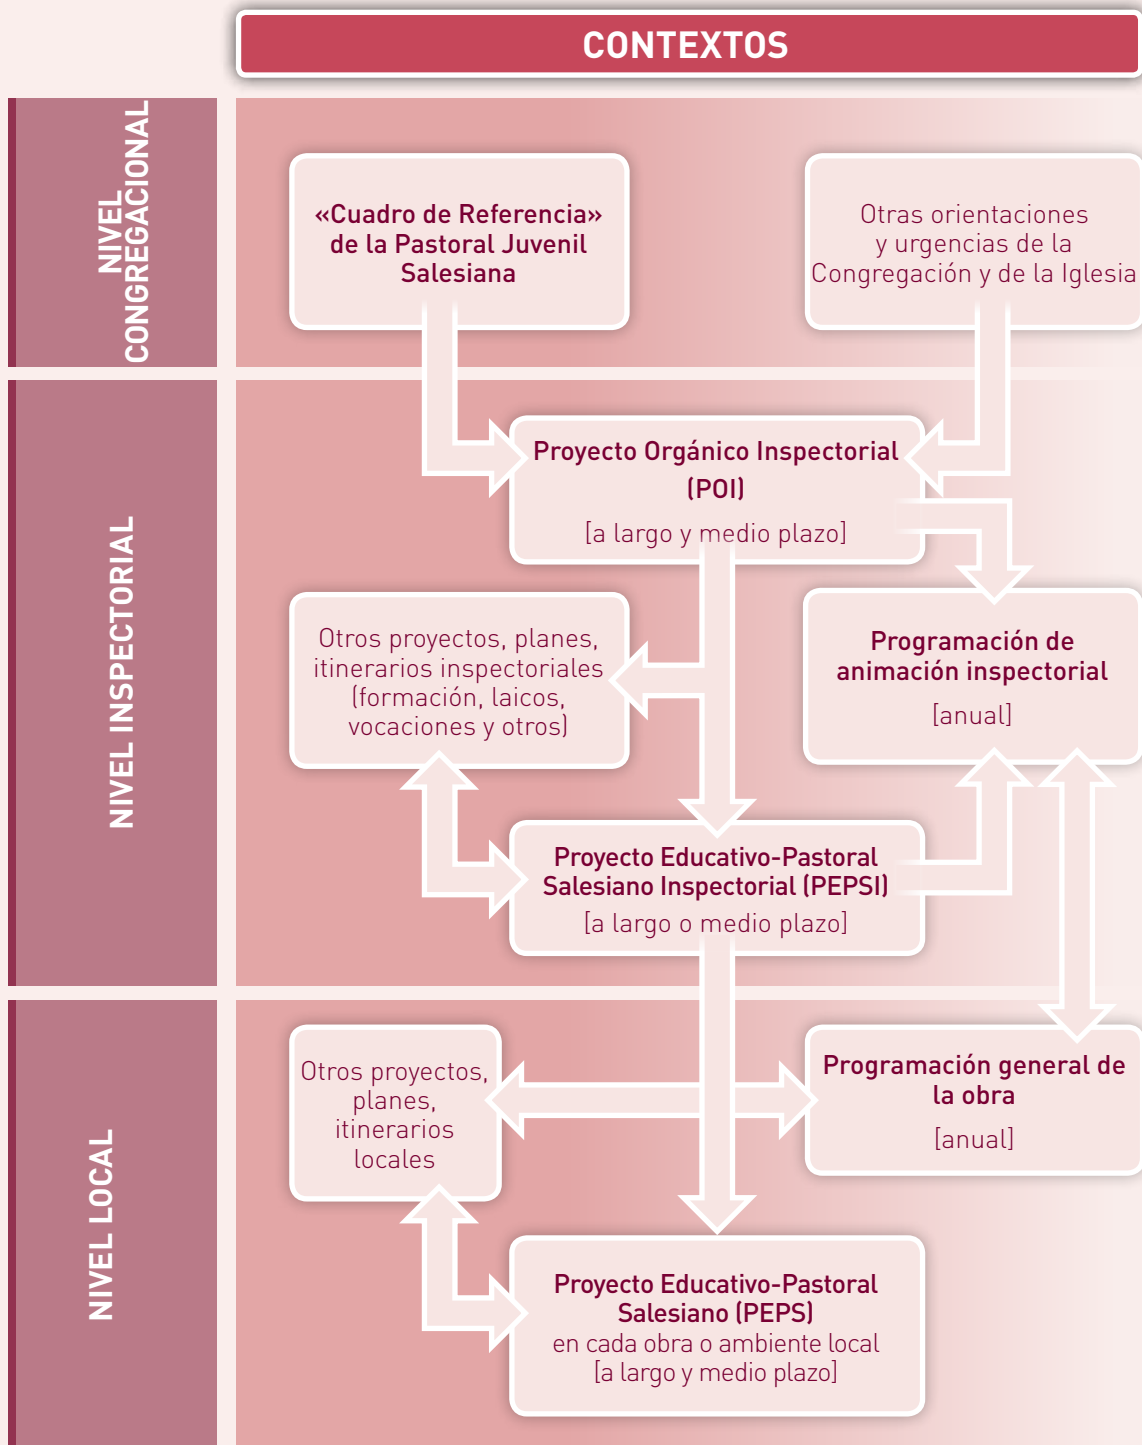 CONTEXTOS
NIVEL
CONGREGACIONAL
«Cuadro de Referencia»
de la Pastoral Juvenil
Salesiana
Otras orientaciones
y urgencias de la
Congregación y de la Iglesia
NIVEL INSPECTORIAL
Proyecto Orgánico Inspectorial
(POI)
[a largo y medio plazo]
Otros proyectos, planes,
itinerarios inspectoriales
(formación, laicos,
vocaciones y otros)
Programación de
animación inspectorial
[anual]
Proyecto Educativo-Pastoral
Salesiano Inspectorial (PEPSI)
[a largo o medio plazo]
NIVEL LOCAL
Otros proyectos,
planes,
itinerarios
locales
Programación general de
la obra
[anual]
Proyecto Educativo-Pastoral
Salesiano (PEPS)
en cada obra o ambiente local
[a largo y medio plazo]